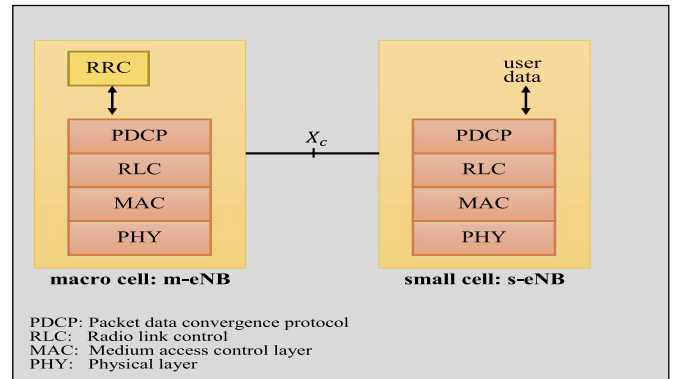 RRC
PDCP
RLC
MAC
PHY
macro cell: m-eNB
X_c
user
data
PDCP
RLC
MAC
PHY
small cell: s-eNB
PDCP: Packet data convergence protocol
RLC: Radio link control
MAC: Medium access control layer
PHY: Physical layer